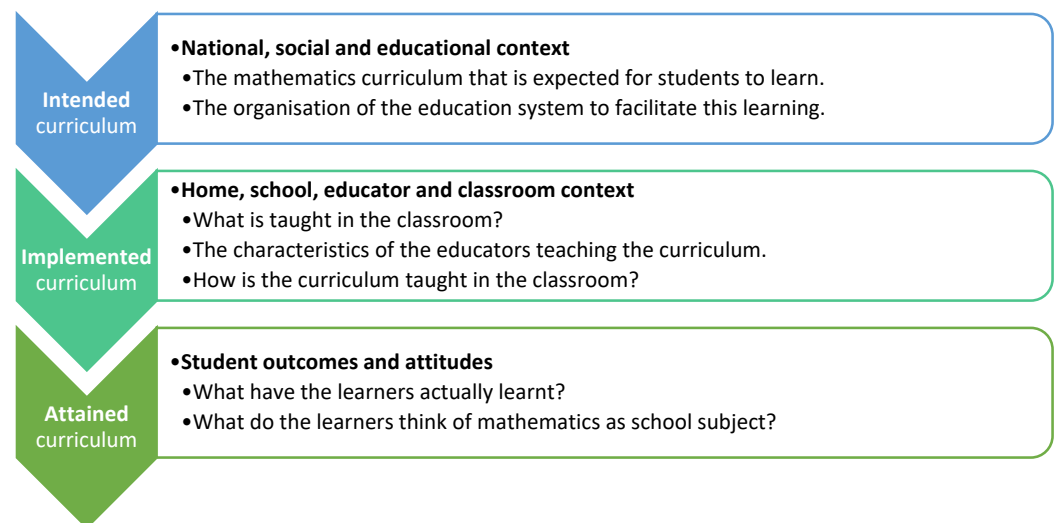 Intended
curriculum
•National, social and educational context
•The mathematics curriculum that is expected for students to learn.
•The organisation of the education system to facilitate this learning.
Implemented
curriculum
•Home, school, educator and classroom context
•What is taught in the classroom?
•The characteristics of the educators teaching the curriculum.
•How is the curriculum taught in the classroom?
Attained
curriculum
•Student outcomes and attitudes
•What have the learners actually learnt?
•What do the learners think of mathematics as school subject?